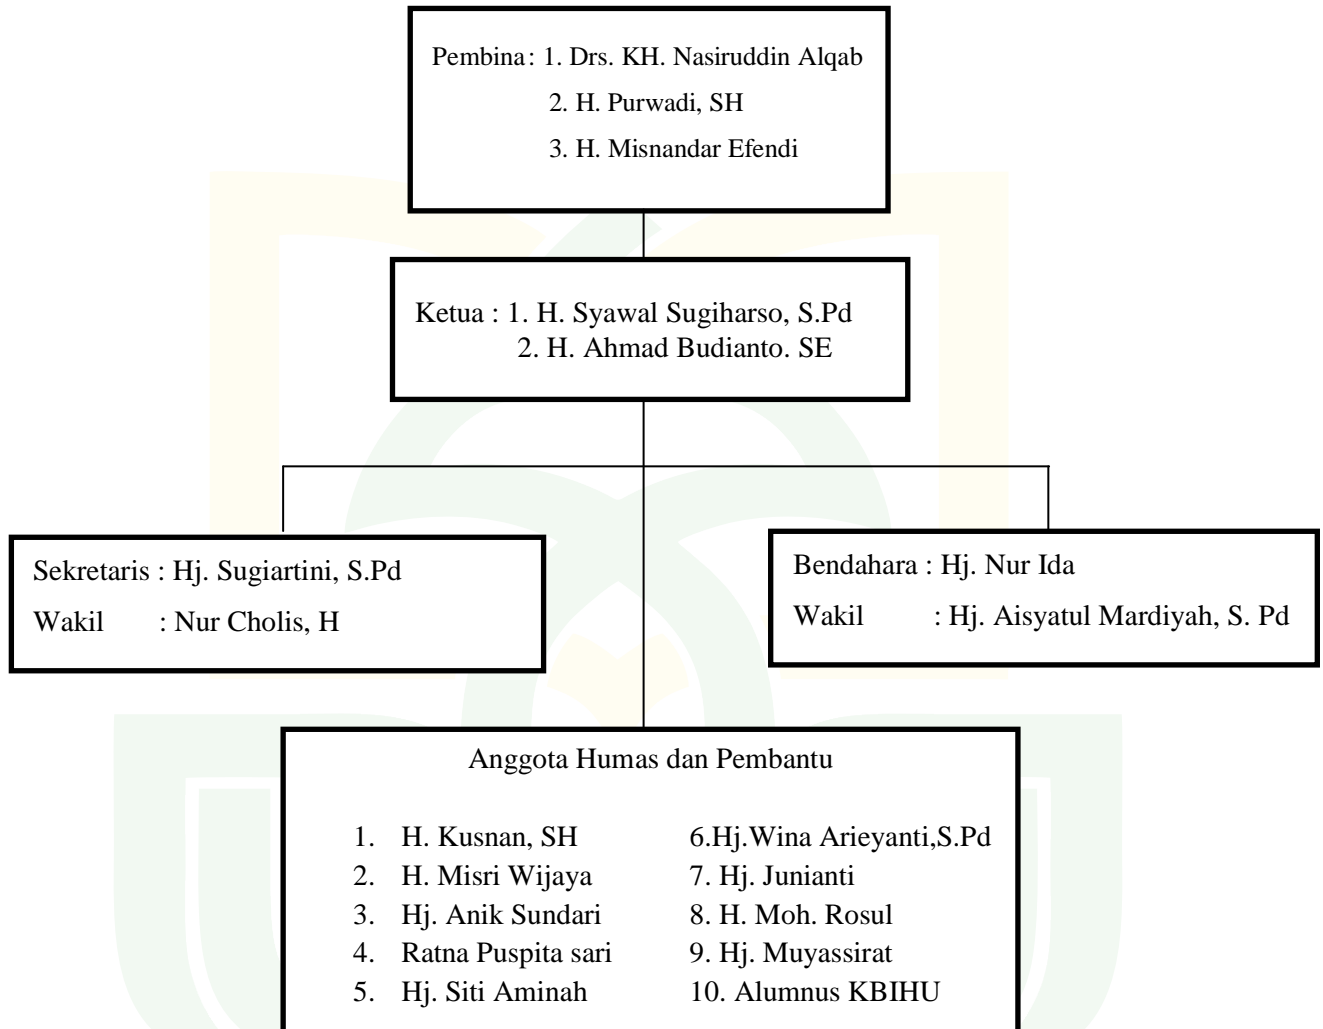 Pembina: 1. Drs. KH. Nasiruddin Alqab
2. H. Purwadi, SH
3. H. Misnandar Efendi
Ketua : 1. H. Syawal Sugiharso, S.Pd
2. H. Ahmad Budianto. SE
Sekretaris : Hj. Sugiartini, S.Pd
Wakil : Nur Cholis, H
Bendahara : Hj. Nur Ida
Wakil : Hj. Aisyatul Mardiyah, S. Pd
Anggota Humas dan Pembantu
1. H. Kusnan, SH
2. H. Misri Wijaya
3. Hj. Anik Sundari
4. Ratna Puspita sari
5. Hj. Siti Aminah
6.Hj.Wina Arieyanti,S.Pd
7. Hj. Junianti
8. H. Moh. Rosul
9. Hj. Muyassirat
10. Alumnus KBIHU